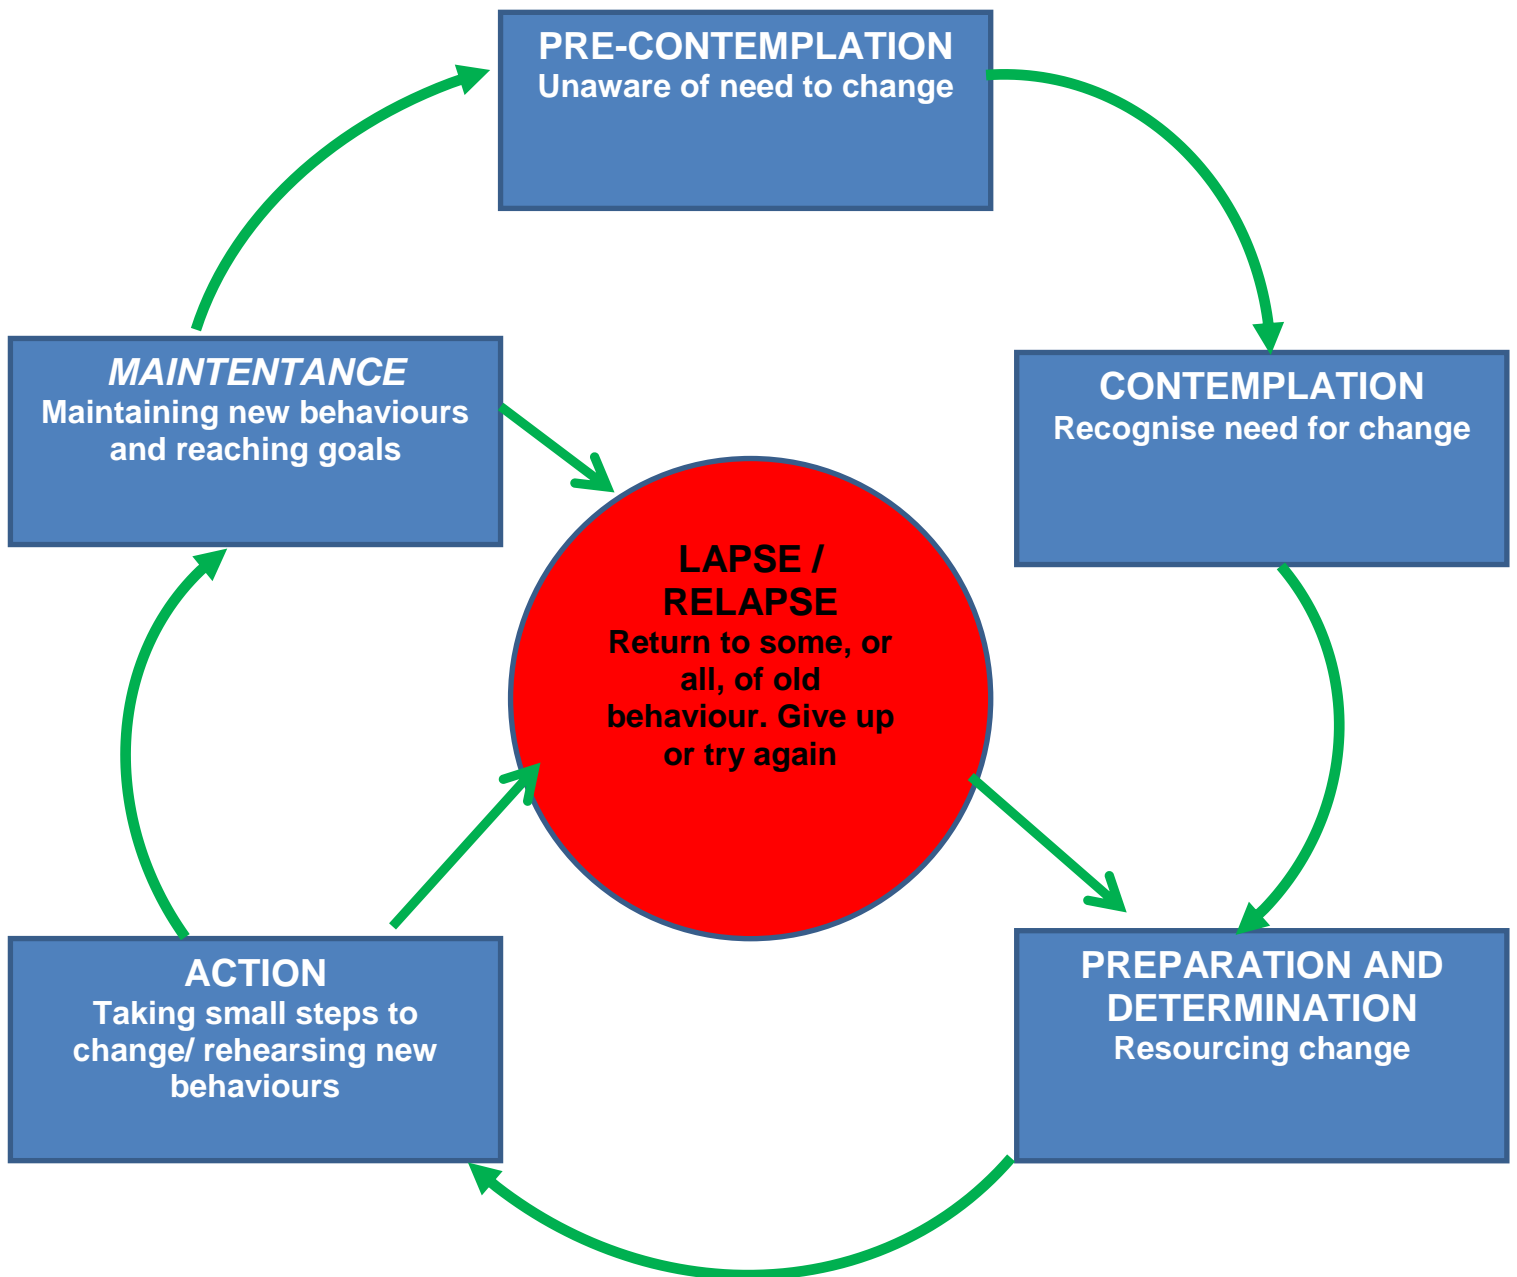 PRE-CONTEMPLATION
Unaware of need to change
CONTEMPLATION
Recognise need for change
PREPARATION AND
DETERMINATION
Resourcing change
ACTION
Taking small steps to
change/ rehearsing new
behaviours
MAINTENTANCE
Maintaining new behaviours
and reaching goals
LAPSE /
RELAPSE
Return to some, or
all, of old
behaviour. Give up
or try again